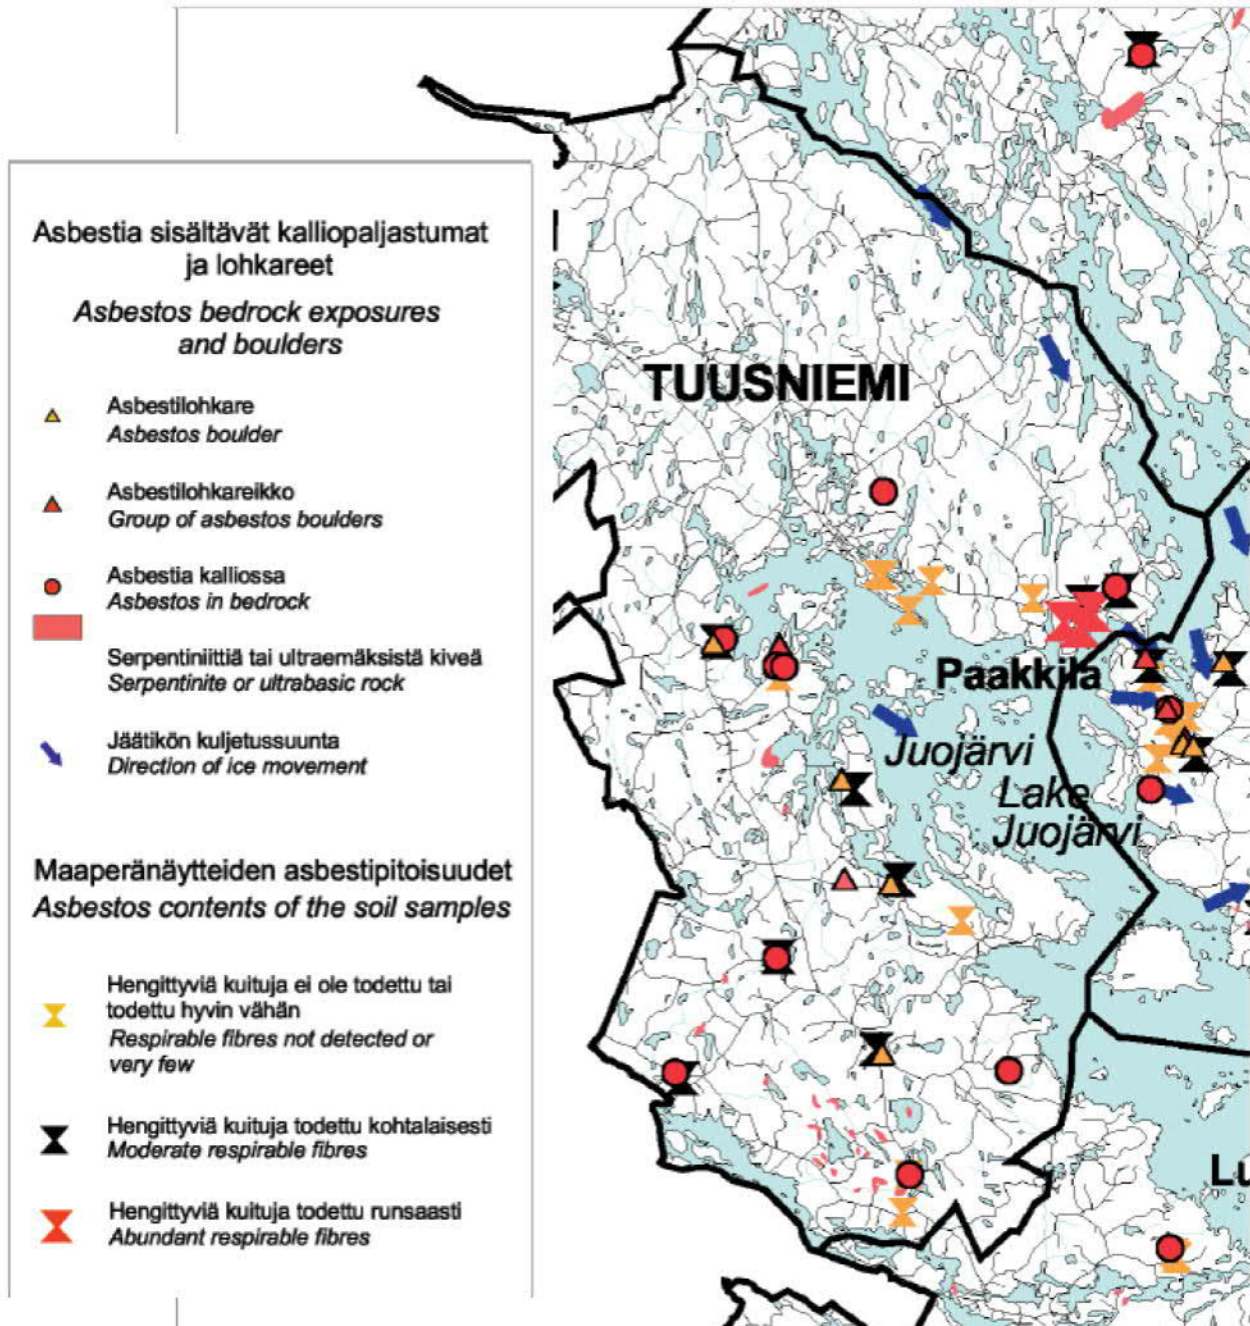 Asbestia sisältävät kalliopaljastumat
ja lohkareet
Asbestos bedrock exposures
and boulders
Asbestilohkare
Asbestos boulder
Asbestilohkareikko
Group of asbestos boulders
Asbestia kalliossa
Asbestos in bedrock
Serpentiniittiä tai ultraemäksistä kiveä
Serpentinite or ultrabasic rock
Jäätikön kuljetussuunta
Direction of ice movement
Maaperänäytteiden asbestipitoisuudet
Asbestos contents of the soil samples
Hengittyviä kuituja ei ole todettu tai
todettu hyvin vähän
Respirable fibres not detected or
very few
Hengittyviä kuituja todettu kohtalaisesti
Moderate respirable fibres
Hengittyviä kuituja todettu runsaasti
Abundant respirable fibres
TUUSNIEMI
Paakkila
Juojärvi
Lake
Juojärvi
Lu